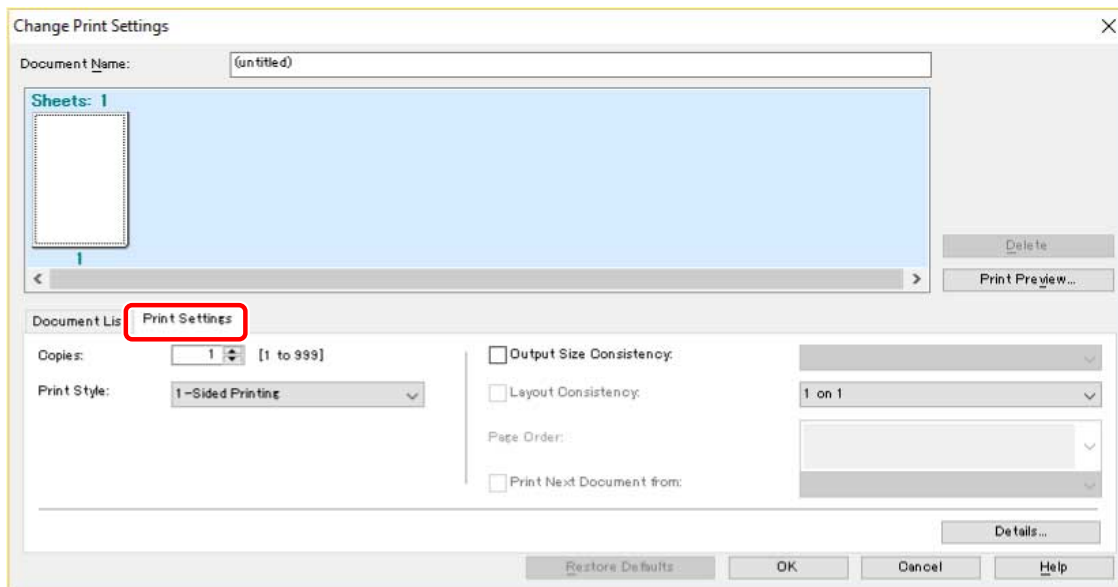 Change Print Settings
Document Name: (untitled)
Sheets: 1
1
Delete
Print Preview...
Document Lis Print Settings
Copies: 1 [1 to 999]
Print Style: 1-Sided Printing
Output Size Consistency:
Layout Consistency: 1 on 1
Page Order:
Print Next Document from:
Details...
Restore Defaults OK Cancel Help